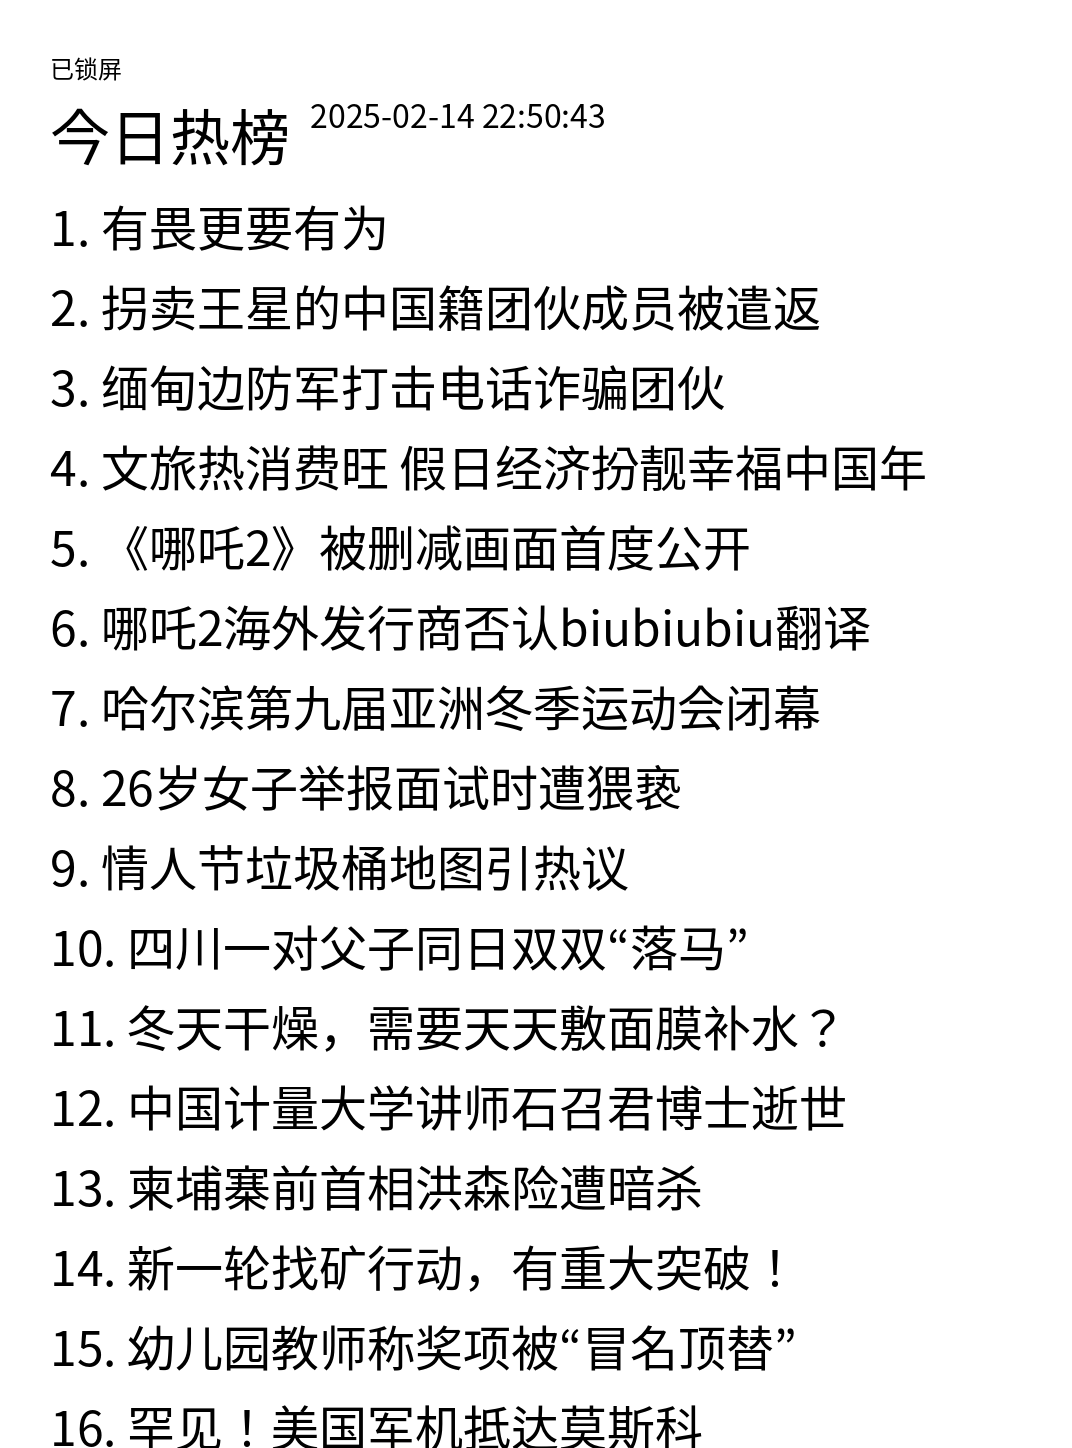 已锁屏
今日热榜 2025-02-14 22:50:43
1. 有畏更要有为
2. 拐卖王星的中国籍团伙成员被遣返
3. 缅甸边防军打击电话诈骗团伙
4. 文旅热消费旺 假日经济扮靓幸福中国年
5. 《哪吒2》被删减画面首度公开
6. 哪吒2海外发行商否认biubiubiu翻译
7. 哈尔滨第九届亚洲冬季运动会闭幕
8. 26岁女子举报面试时遭猥亵
9. 情人节垃圾桶地图引热议
10. 四川一对父子同日双双“落马”
11. 冬天干燥，需要天天敷面膜补水？
12. 中国计量大学讲师石召君博士逝世
13. 柬埔寨前首相洪森险遭暗杀
14. 新一轮找矿行动，有重大突破！
15. 幼儿园教师称奖项被“冒名顶替”
16. 罕见！美国军机抵达莫斯科